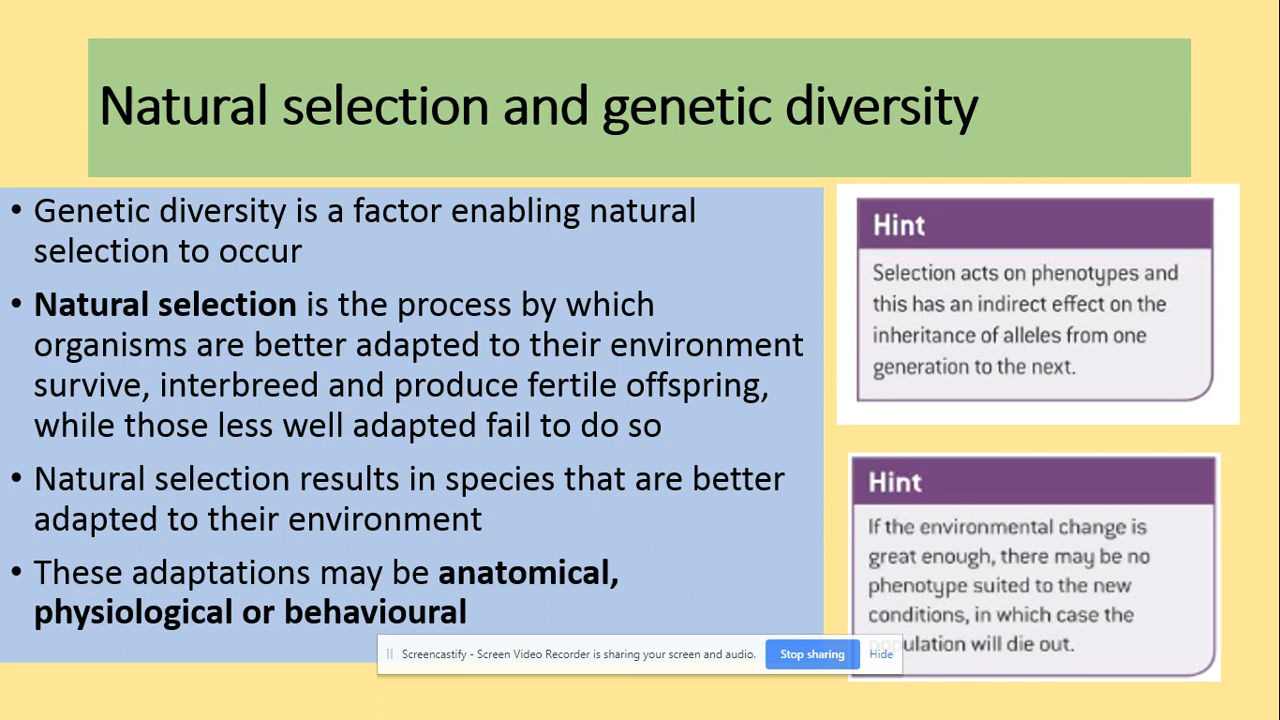 Natural selection and genetic diversity
• Genetic diversity is a factor enabling natural
selection to occur
• Natural selection is the process by which
organisms are better adapted to their environment
survive, interbreed and produce fertile offspring,
while those less well adapted fail to do so
• Natural selection results in species that are better
adapted to their environment
• These adaptations may be anatomical,
physiological or behavioural
Hint
Selection acts on phenotypes and
this has an indirect effect on the
inheritance of alleles from one
generation to the next.
Hint
If the environmental change is
great enough, there may be no
phenotype suited to the new
conditions, in which case the
population will die out.
Screencastify - Screen Video Recorder is sharing your screen and audio.
Stop sharing
Hide